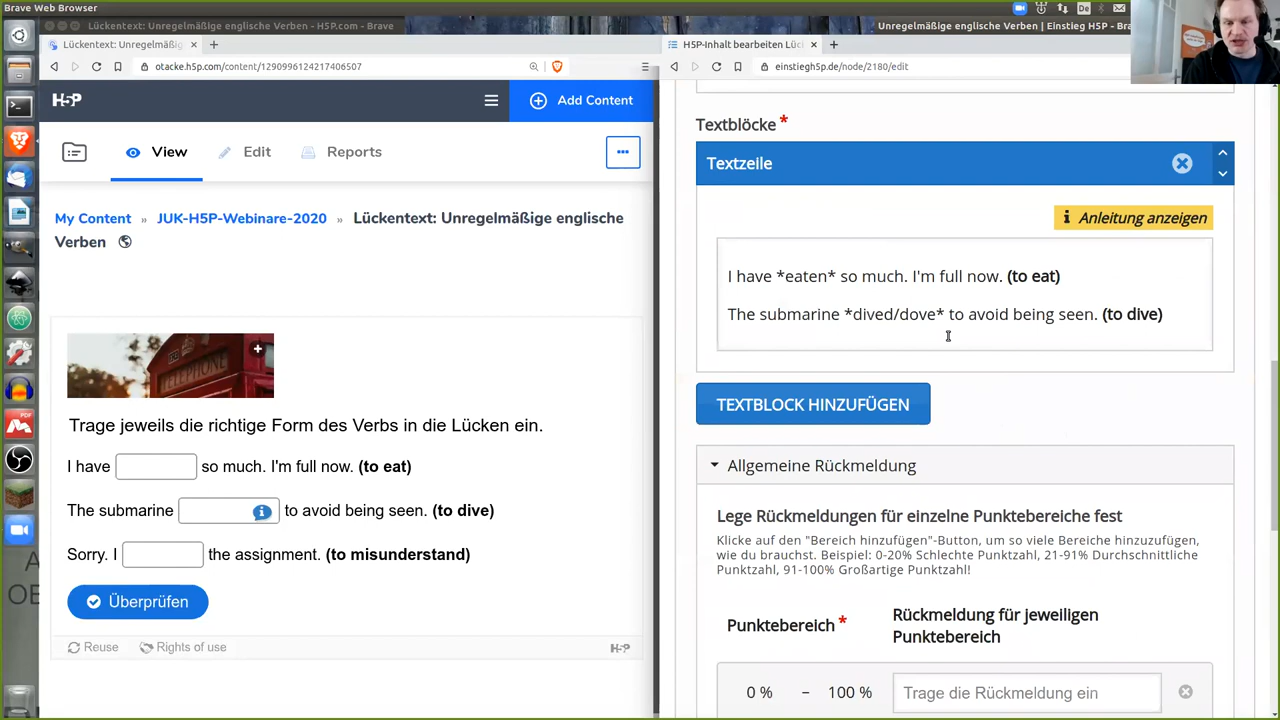 Brave Web Browser
De
Lückentext: Unregelmäßige englische Verben - H5P.com - Brave
Unregelmäßige englische Verben | Einstieg H5P - Bra
Lückentext: Unregelmäßig
H5P-Inhalt bearbeiten Lüc
otacke.h5p.com/content/1290996124217406507
einstiegh5p.de/node/2180/edit
H5P
Add Content
View
Edit
Reports
My Content » JUK-H5P-Webinare-2020 » Lückentext: Unregelmäßige englische
Verben
Trage jeweils die richtige Form des Verbs in die Lücken ein.
I have so much. I'm full now. (to eat)
The submarine to avoid being seen. (to dive)
Sorry. I the assignment. (to misunderstand)
Überprüfen
Reuse
Rights of use
H5P
Textblöcke *
Textzeile
Anleitung anzeigen
I have *eaten* so much. I'm full now. (to eat)
The submarine *dived/dove* to avoid being seen. (to dive)
TEXTBLOCK HINZUFÜGEN
Allgemeine Rückmeldung
Lege Rückmeldungen für einzelne Punktebereiche fest
Klicke auf den "Bereich hinzufügen"-Button, um so viele Bereiche hinzuzufügen,
wie du brauchst. Beispiel: 0-20% Schlechte Punktzahl, 21-91% Durchschnittliche
Punktzahl, 91-100% Großartige Punktzahl!
Punktebereich *
Rückmeldung für jeweiligen
Punktebereich
0 % – 100 %
Trage die Rückmeldung ein